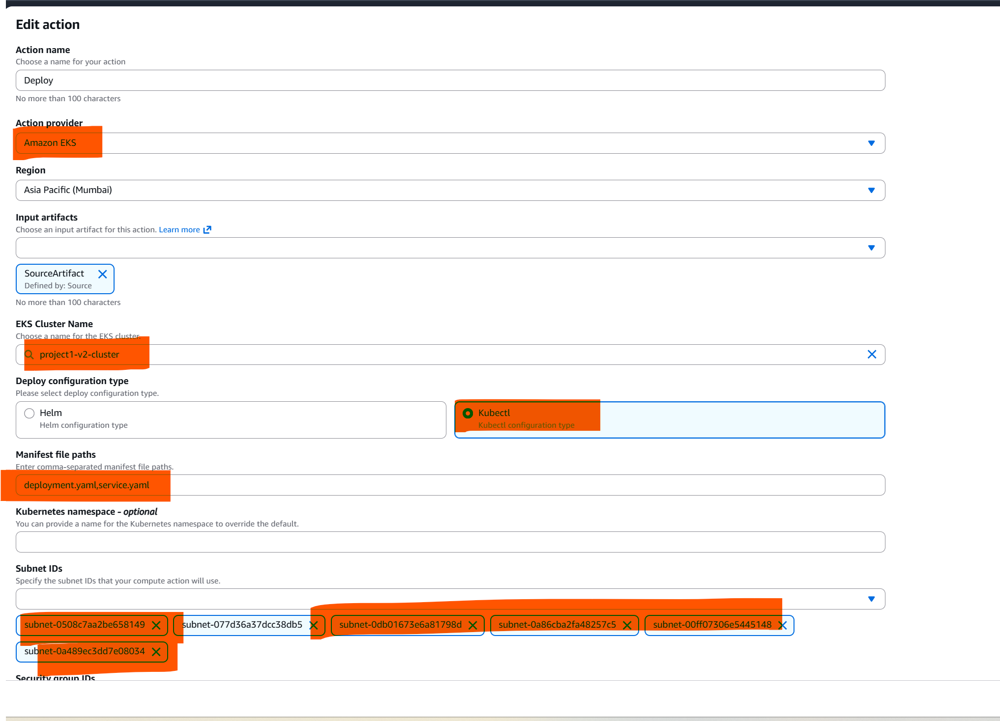 Edit action
Action name
Choose a name for your action
Deploy
No more than 100 characters
Action provider
Amazon EKS
Region
Asia Pacific (Mumbai)
Input artifacts
Choose an input artifact for this action. Learn more
SourceArtifact
Defined by: Source
No more than 100 characters
EKS Cluster Name
Choose a name for the EKS cluster.
project1-v2-cluster
Deploy configuration type
Please select deploy configuration type.
Helm
Helm configuration type
Kubectl
Kubectl configuration type
Manifest file paths
Enter comma-separated manifest file paths.
deployment.yaml,service.yaml
Kubernetes namespace - optional
You can provide a name for the Kubernetes namespace to override the default.
Subnet IDs
Specify the subnet IDs that your compute action will use.
subnet-0508c7aa2be658149 subnet-077d36a37dcc38db5 subnet-0db01673e6a81798d subnet-0a86cba2fa48257c5 subnet-00ff07306e5445148
subnet-0a489ec3dd7e08034
Security group IDs